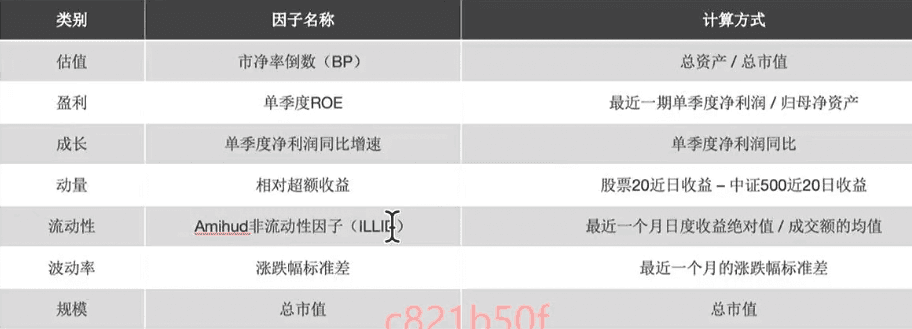 类别 因子名称 计算方式
估值 市净率倒数（BP） 总资产 / 总市值
盈利 单季度ROE 最近一期单季度净利润 / 归母净资产
成长 单季度净利润同比增速 单季度净利润同比
动量 相对超额收益 股票20近日收益 – 中证500近20日收益
流动性 Amihud非流动性因子（ILLIQ） 最近一个月日度收益绝对值 / 成交额的均值
波动率 涨跌幅标准差 最近一个月的涨跌幅标准差
规模 总市值 总市值
c821b50f